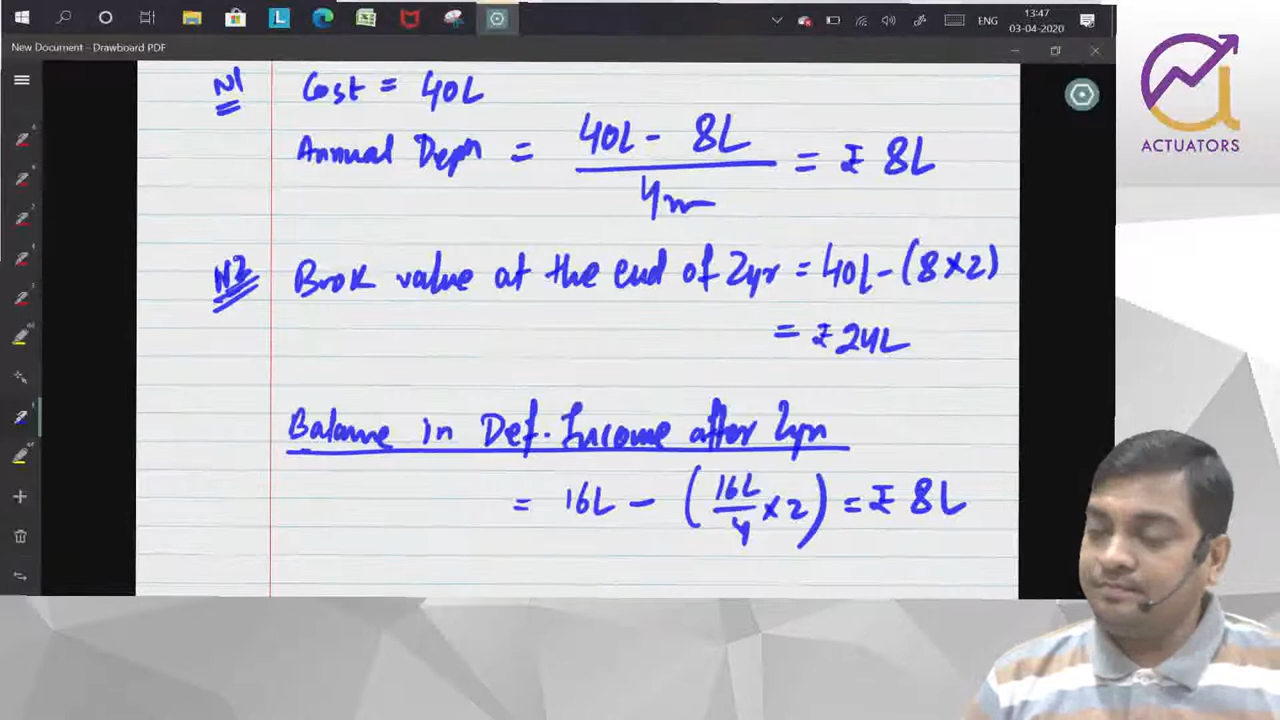 13:47
ENG
03-04-2020
New Document - Drawboard PDF
N1 Cost = 40L
Annual Depn = 40L - 8L / 4yr = ₹ 8L
N2 Book value at the end of 2yr = 40L - (8×2)
= ₹24L
Balance in Def. Income after 2yrs
= 16L - (16L/4 × 2) = ₹ 8L
ACTUATORS